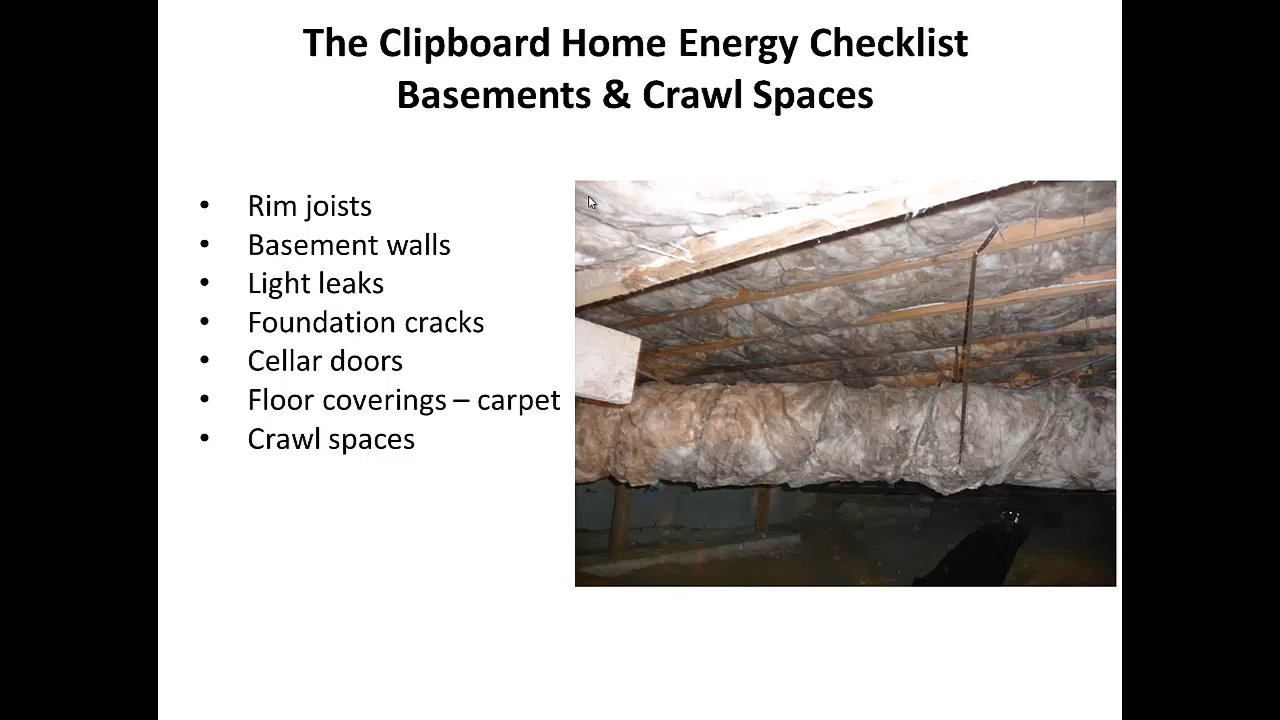 The Clipboard Home Energy Checklist
Basements & Crawl Spaces
• Rim joists
• Basement walls
• Light leaks
• Foundation cracks
• Cellar doors
• Floor coverings – carpet
• Crawl spaces